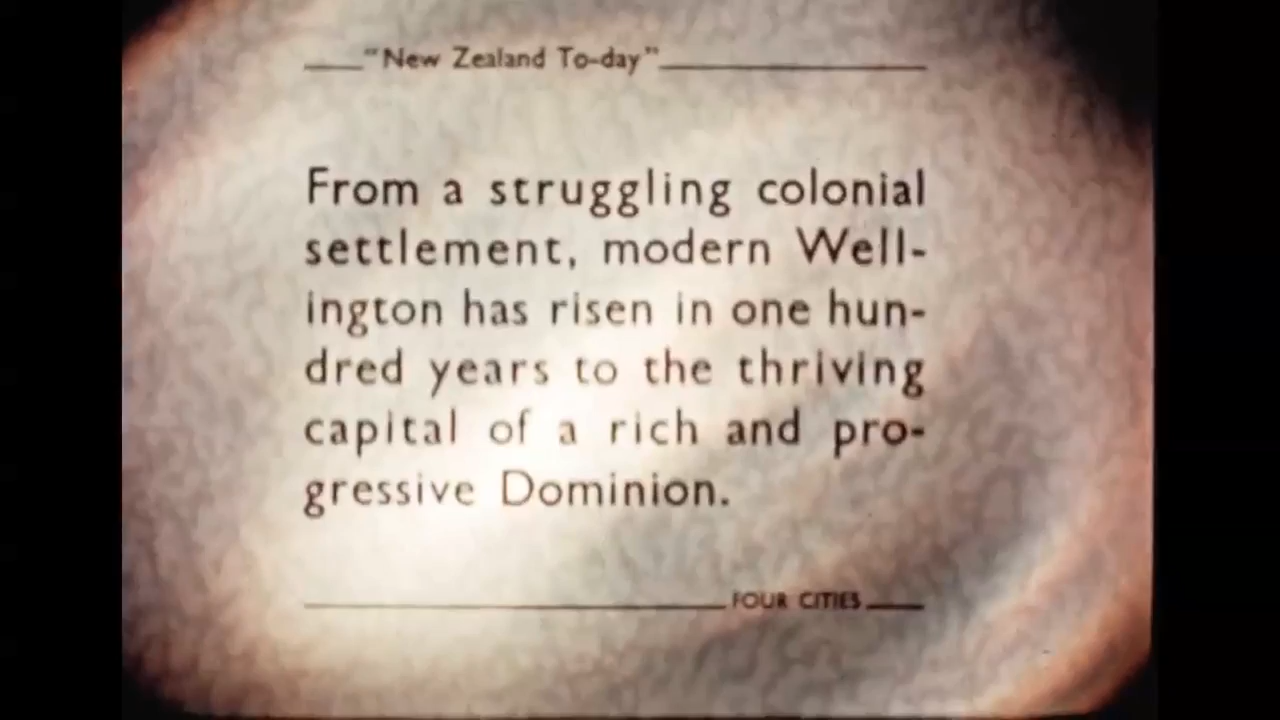 "New Zealand To-day"
From a struggling colonial
settlement, modern Well-
ington has risen in one hun-
dred years to the thriving
capital of a rich and pro-
gressive Dominion.
FOUR CITIES